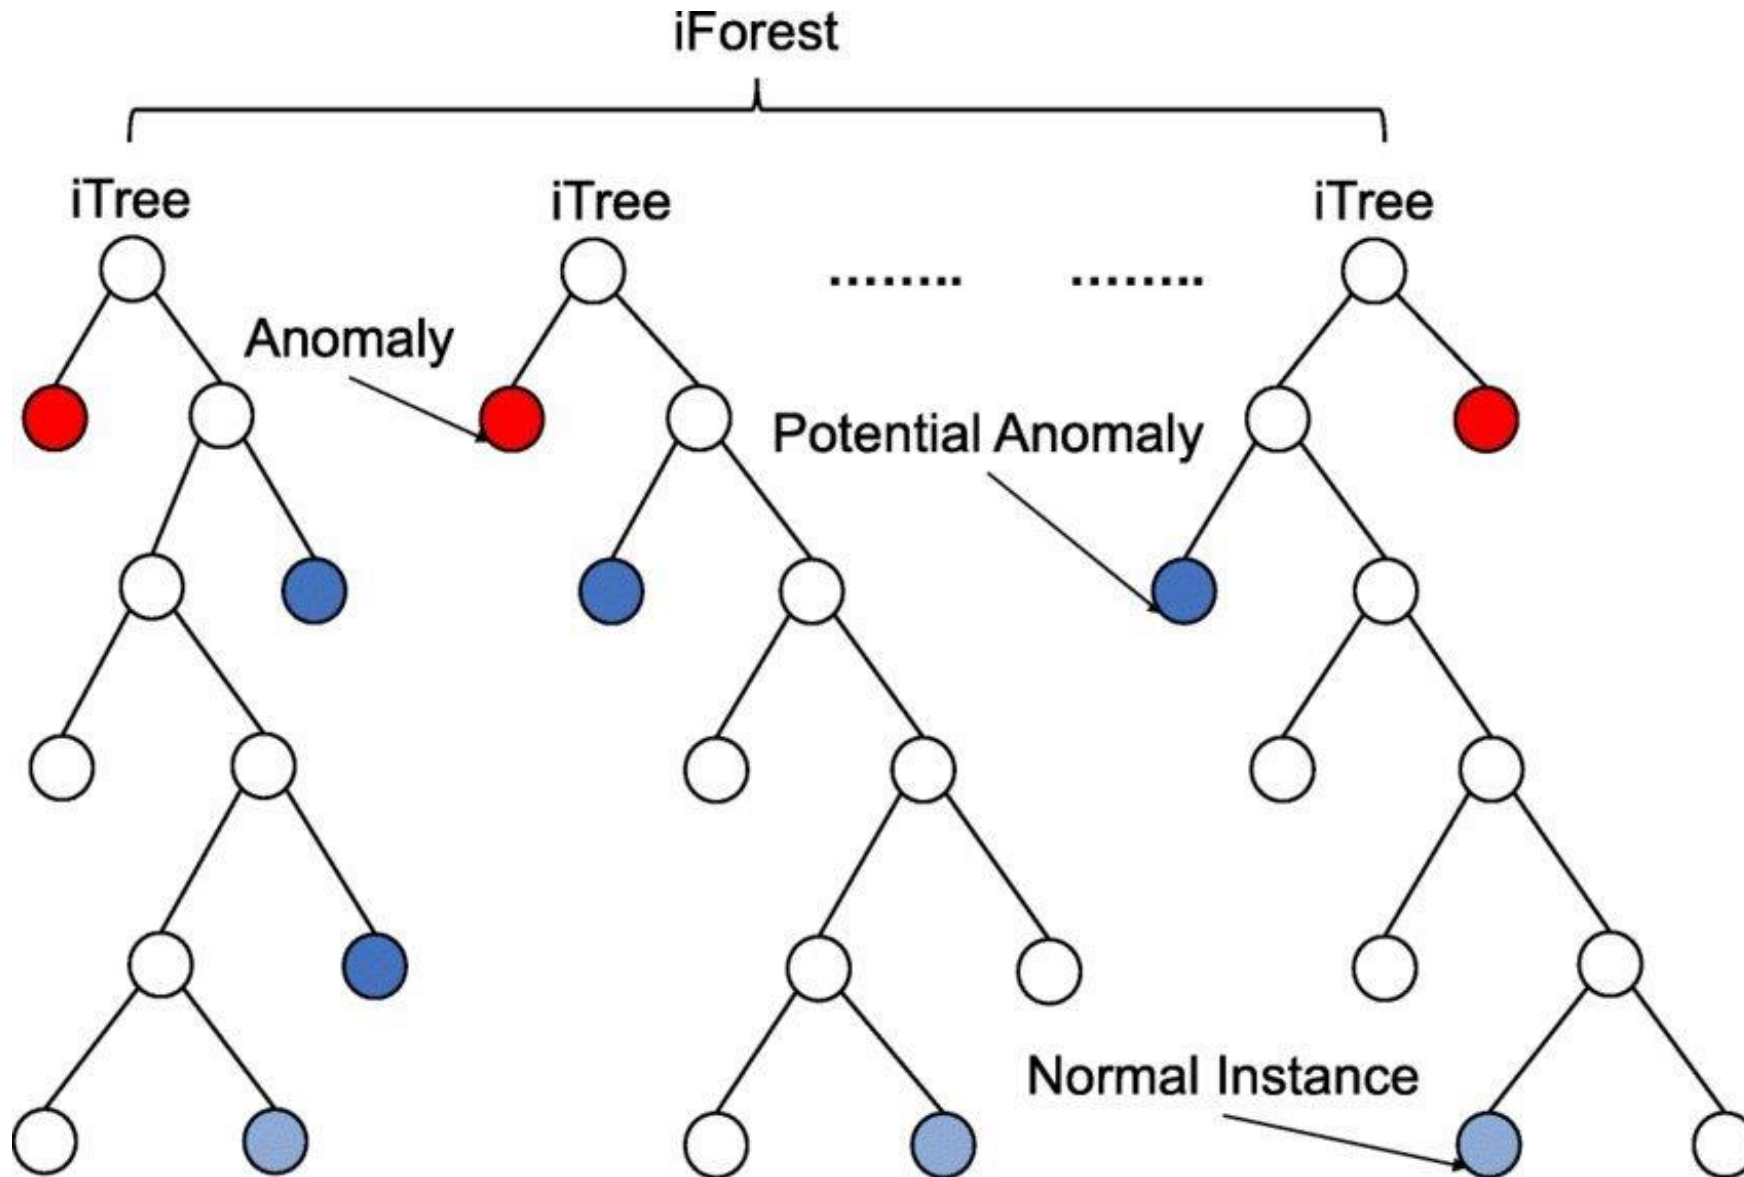 iForest
iTree
iTree
iTree
........
........
Anomaly
Potential Anomaly
Normal Instance